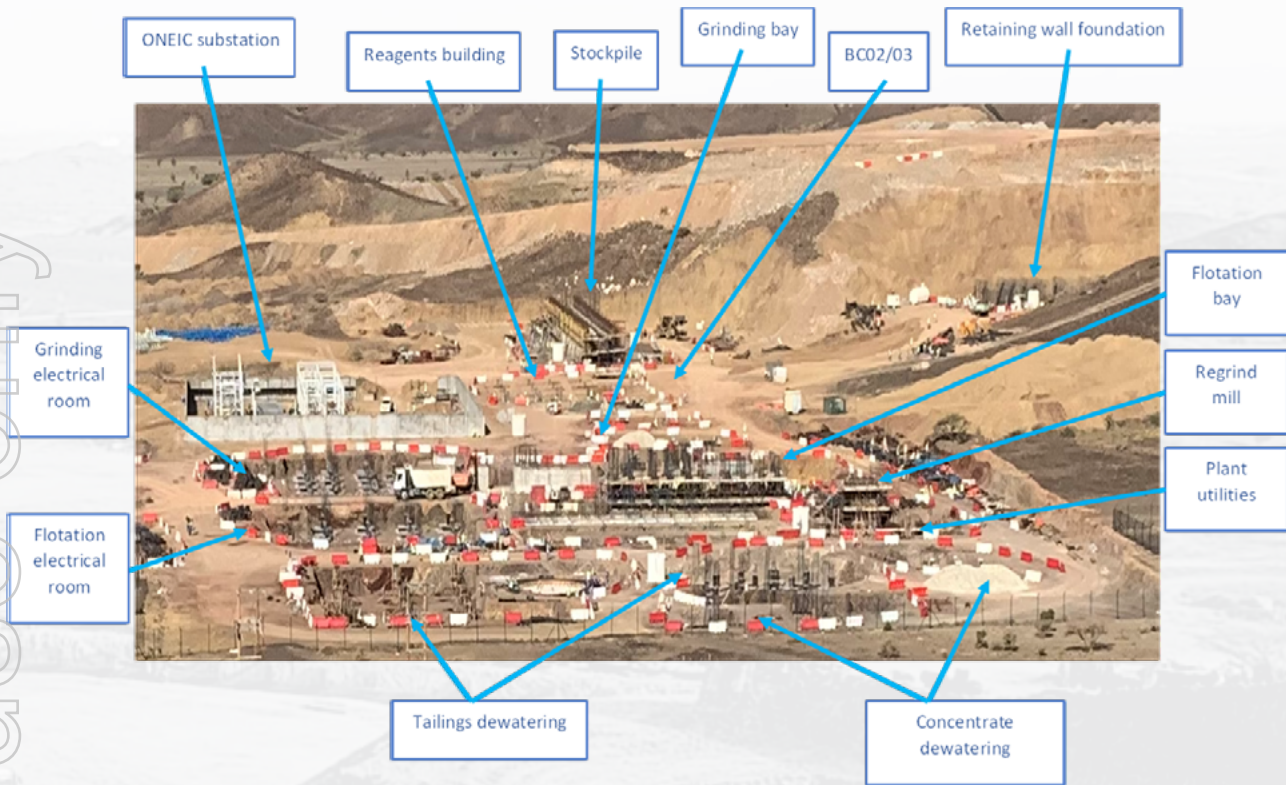 ONEIC substation
Reagents building
Stockpile
Grinding bay
BC02/03
Retaining wall foundation
Flotation
bay
Grinding
electrical
room
Regrind
mill
Plant
utilities
Flotation
electrical
room
Tailings dewatering
Concentrate
dewatering